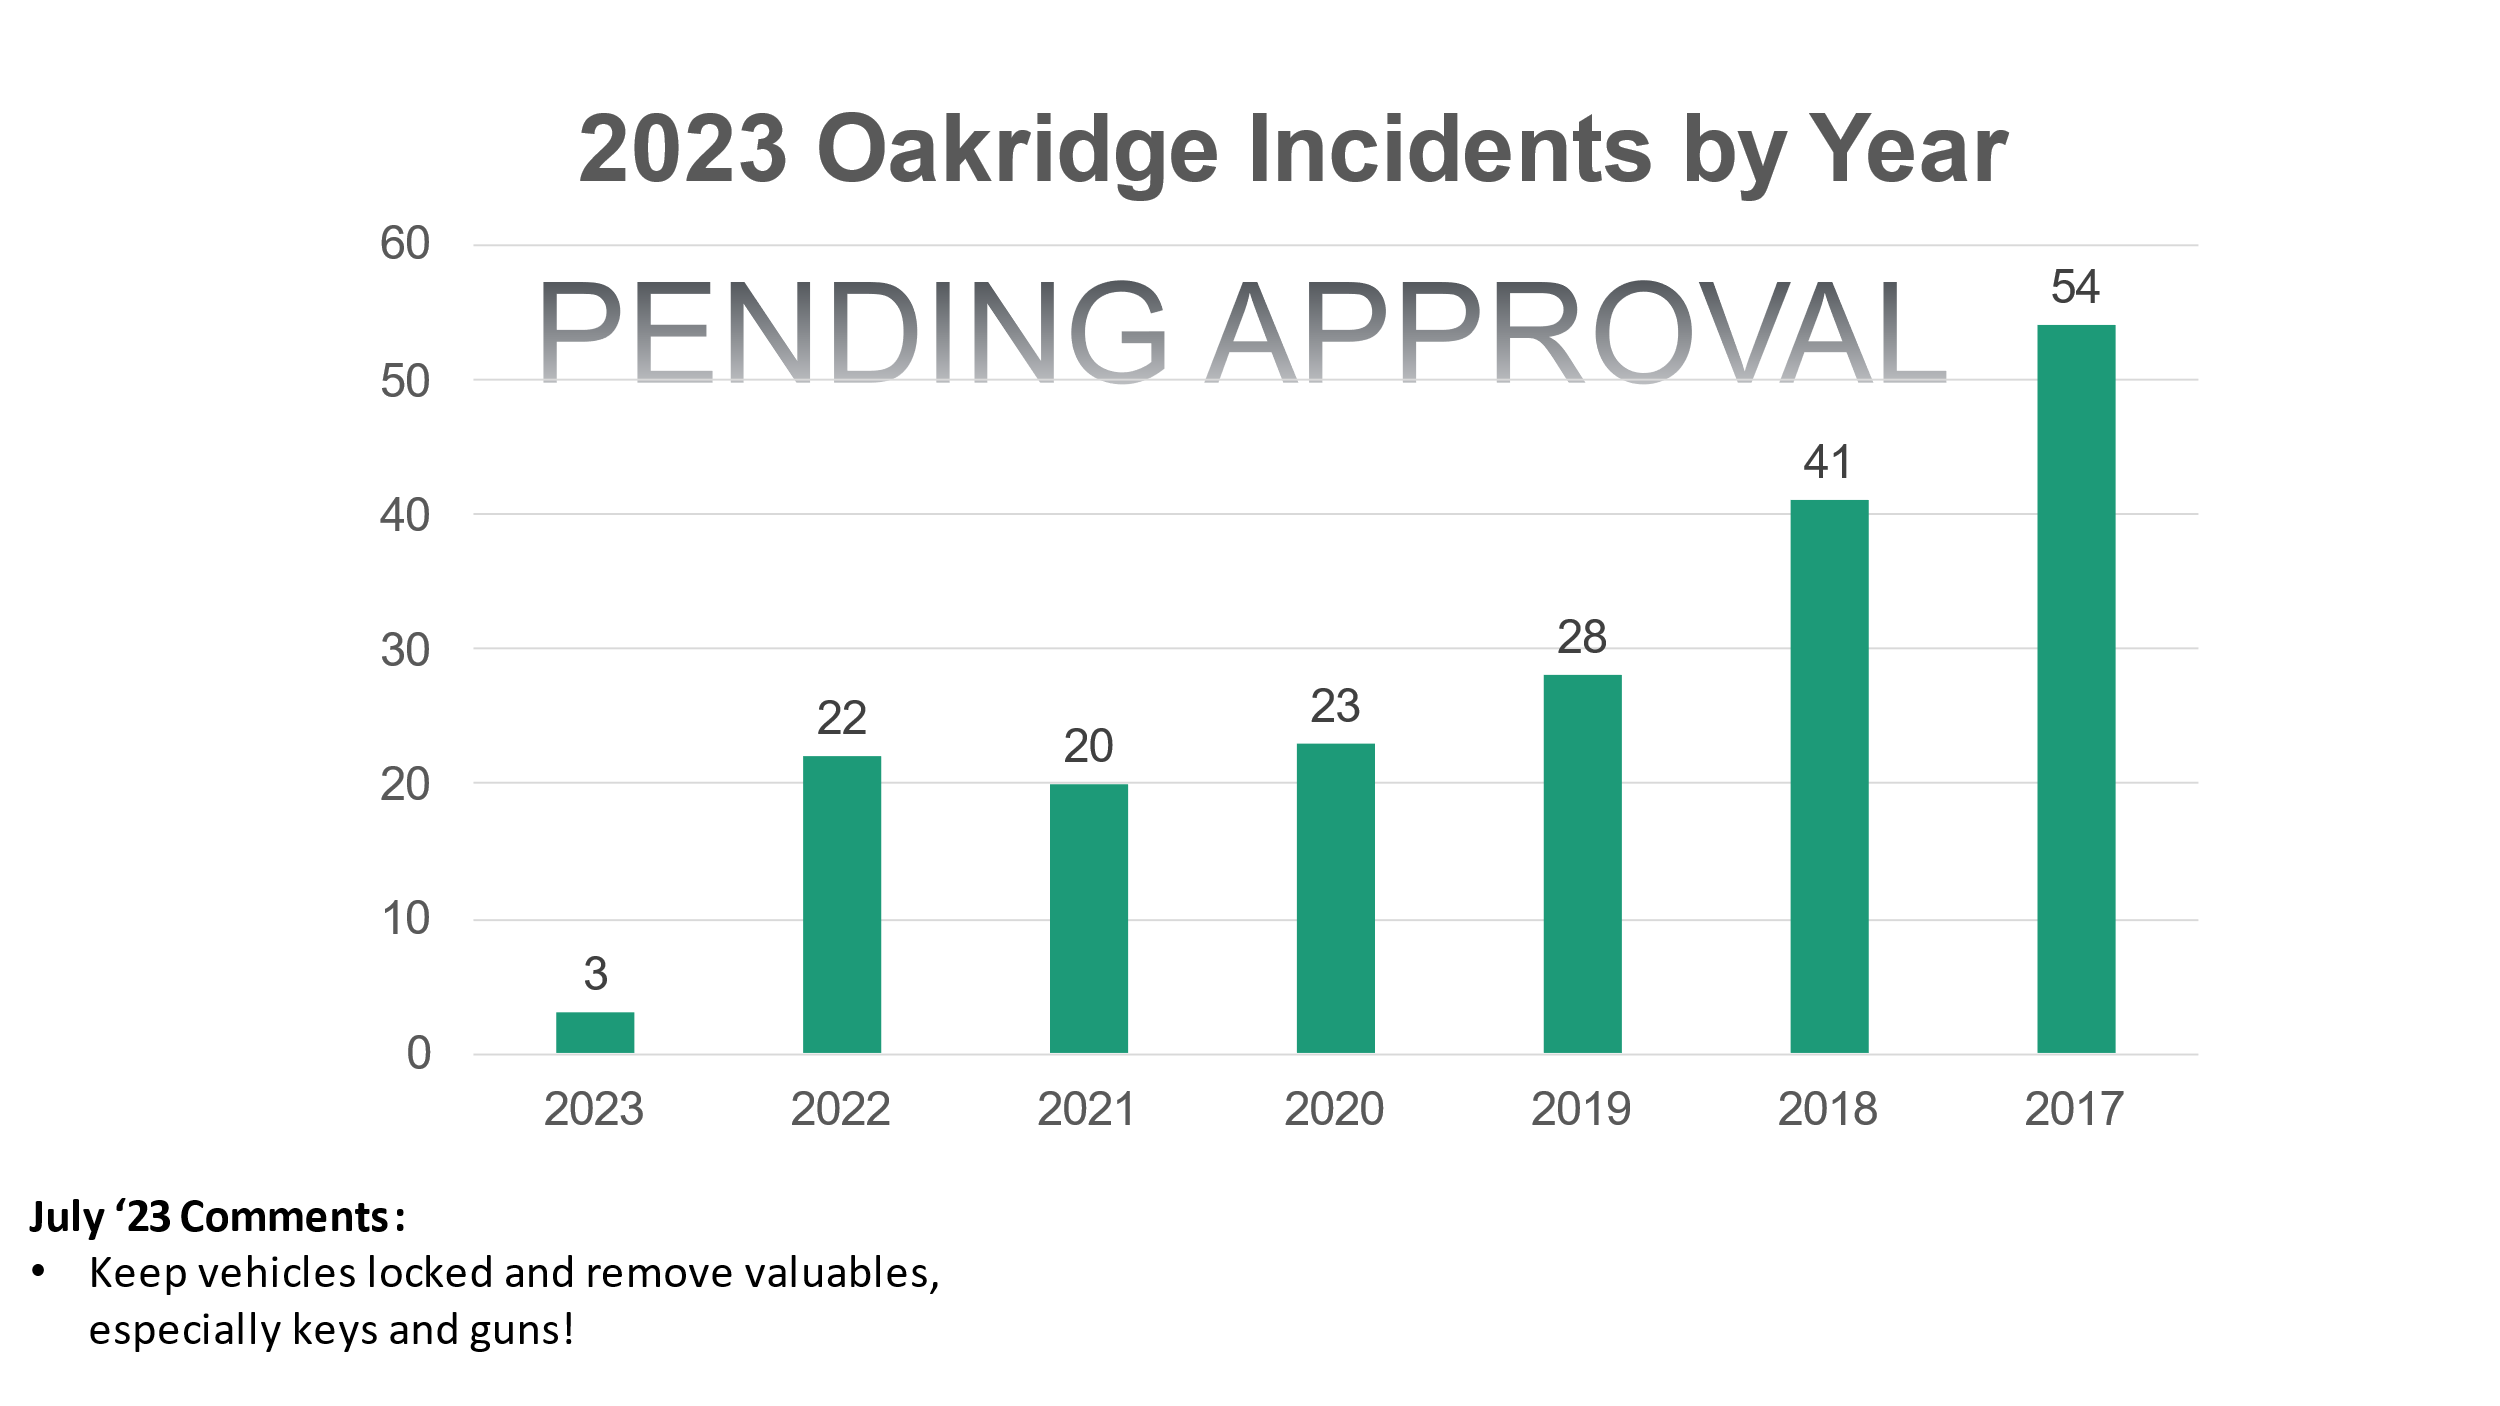 2023 Oakridge Incidents by Year
60
PENDING APPROVAL
54
50
41
40
28
30
23
22
20
20
10
3
0
2023 2022 2021 2020 2019 2018 2017
July ‘23 Comments:
• Keep vehicles locked and remove valuables,
especially keys and guns!